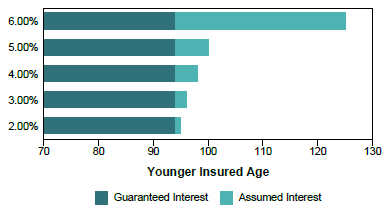 6.00%
5.00%
4.00%
3.00%
2.00%
70 80 90 100 110 120 130
Younger Insured Age
Guaranteed Interest Assumed Interest